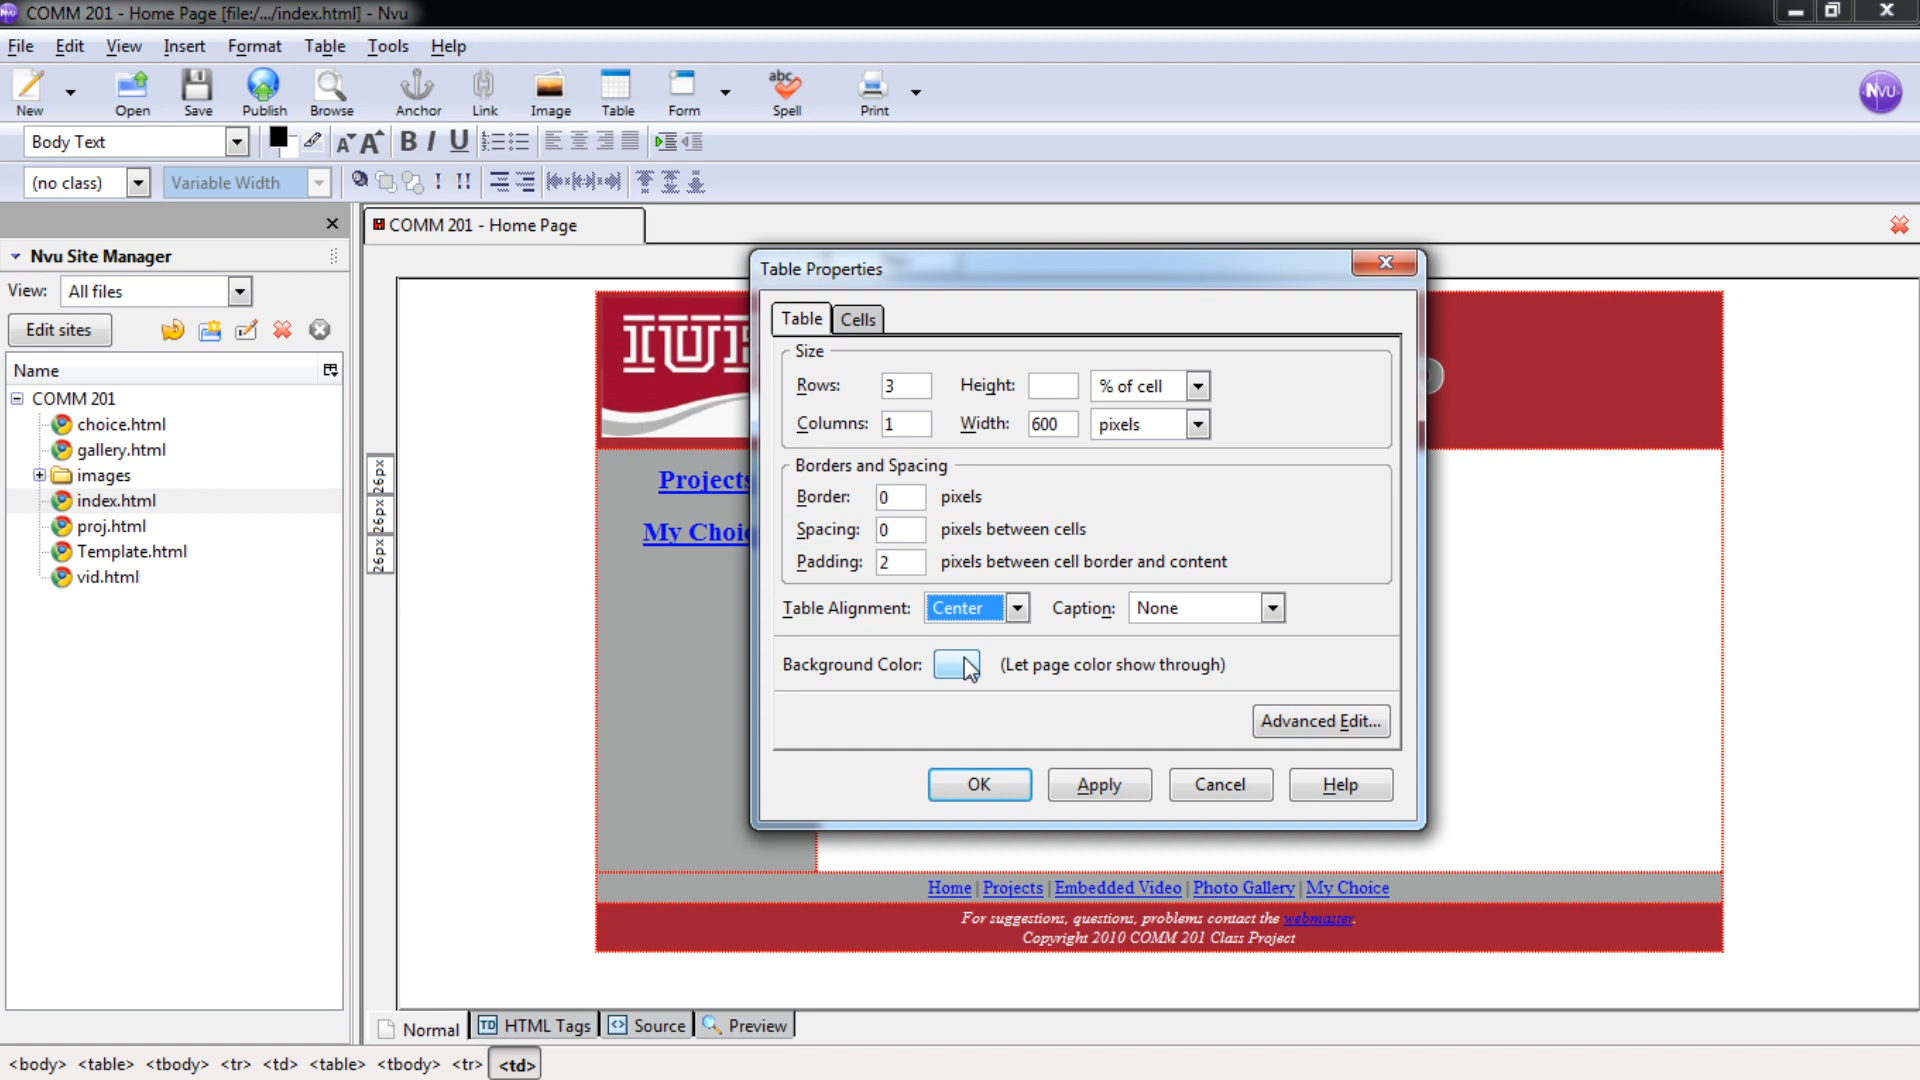 COMM 201 - Home Page [file:/.../index.html] - Nvu
File Edit View Insert Format Table Tools Help
New Open Save Publish Browse Anchor Link Image Table Form Spell Print
Body Text
B I U
(no class) Variable Width
COMM 201 - Home Page
Nvu Site Manager
View: All files
Edit sites
Name
COMM 201
choice.html
gallery.html
images
index.html
proj.html
Template.html
vid.html
26px
26px
26px
Projects
Table Properties
Table Cells
Size
Rows: 3 Height: % of cell
Columns: 1 Width: 600 pixels
Borders and Spacing
Border: 0 pixels
Spacing: 0 pixels between cells
Padding: 2 pixels between cell border and content
Table Alignment: Center Caption: None
Background Color: (Let page color show through)
Advanced Edit...
OK Apply Cancel Help
Home | Projects | Embedded Video | Photo Gallery | My Choice
For suggestions, questions, problems contact the webmaster.
Copyright 2010 COMM 201 Class Project
Normal HTML Tags Source Preview
<body> <table> <tbody> <tr> <td> <table> <tbody> <tr> <td>